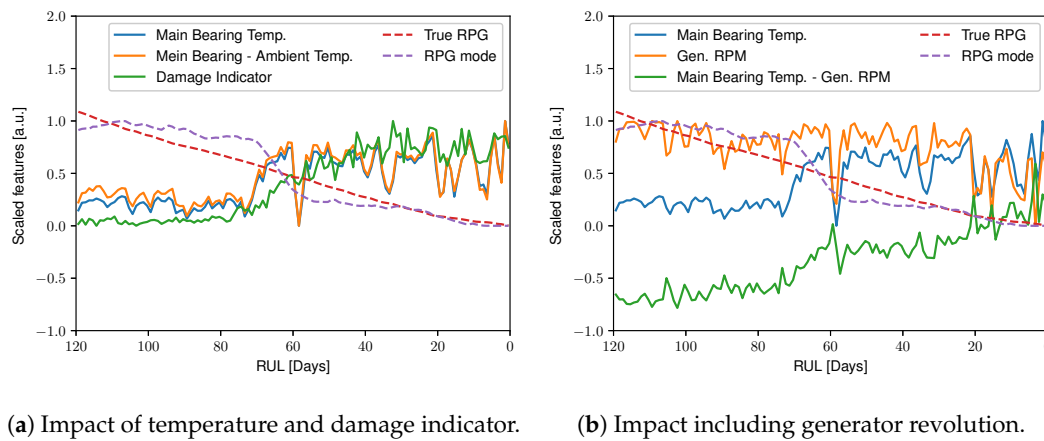 2.0
1.5
1.0
0.5
0.0
−0.5
−1.0
Scaled features [a.u.]
Main Bearing Temp.
Mein Bearing - Ambient Temp.
Damage Indicator
True RPG
RPG mode
120 100 80 60 40 20 0
RUL [Days]
2.0
1.5
1.0
0.5
0.0
−0.5
−1.0
Scaled features [a.u.]
Main Bearing Temp.
Gen. RPM
Main Bearing Temp. - Gen. RPM
True RPG
RPG mode
120 100 80 60 40 20
RUL [Days]
(a) Impact of temperature and damage indicator.
(b) Impact including generator revolution.